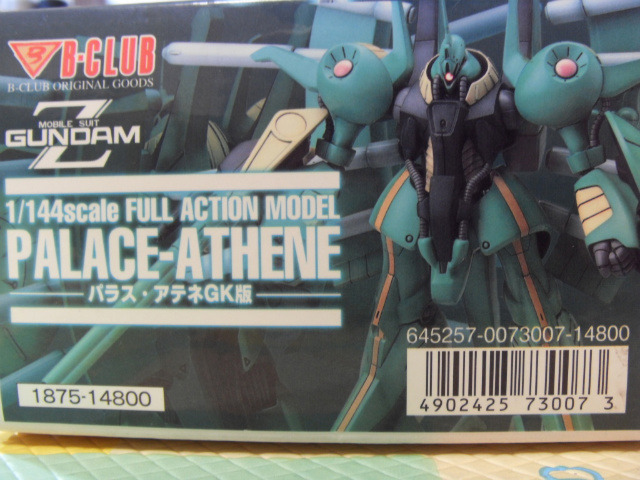 B-CLUB
B-CLUB ORIGINAL GOODS
MOBILE SUIT
Z GUNDAM
1/144scale FULL ACTION MODEL
PALACE-ATHENE
パラス・アテネGK版
645257-0073007-14800
1875-14800
4902425 73007 3